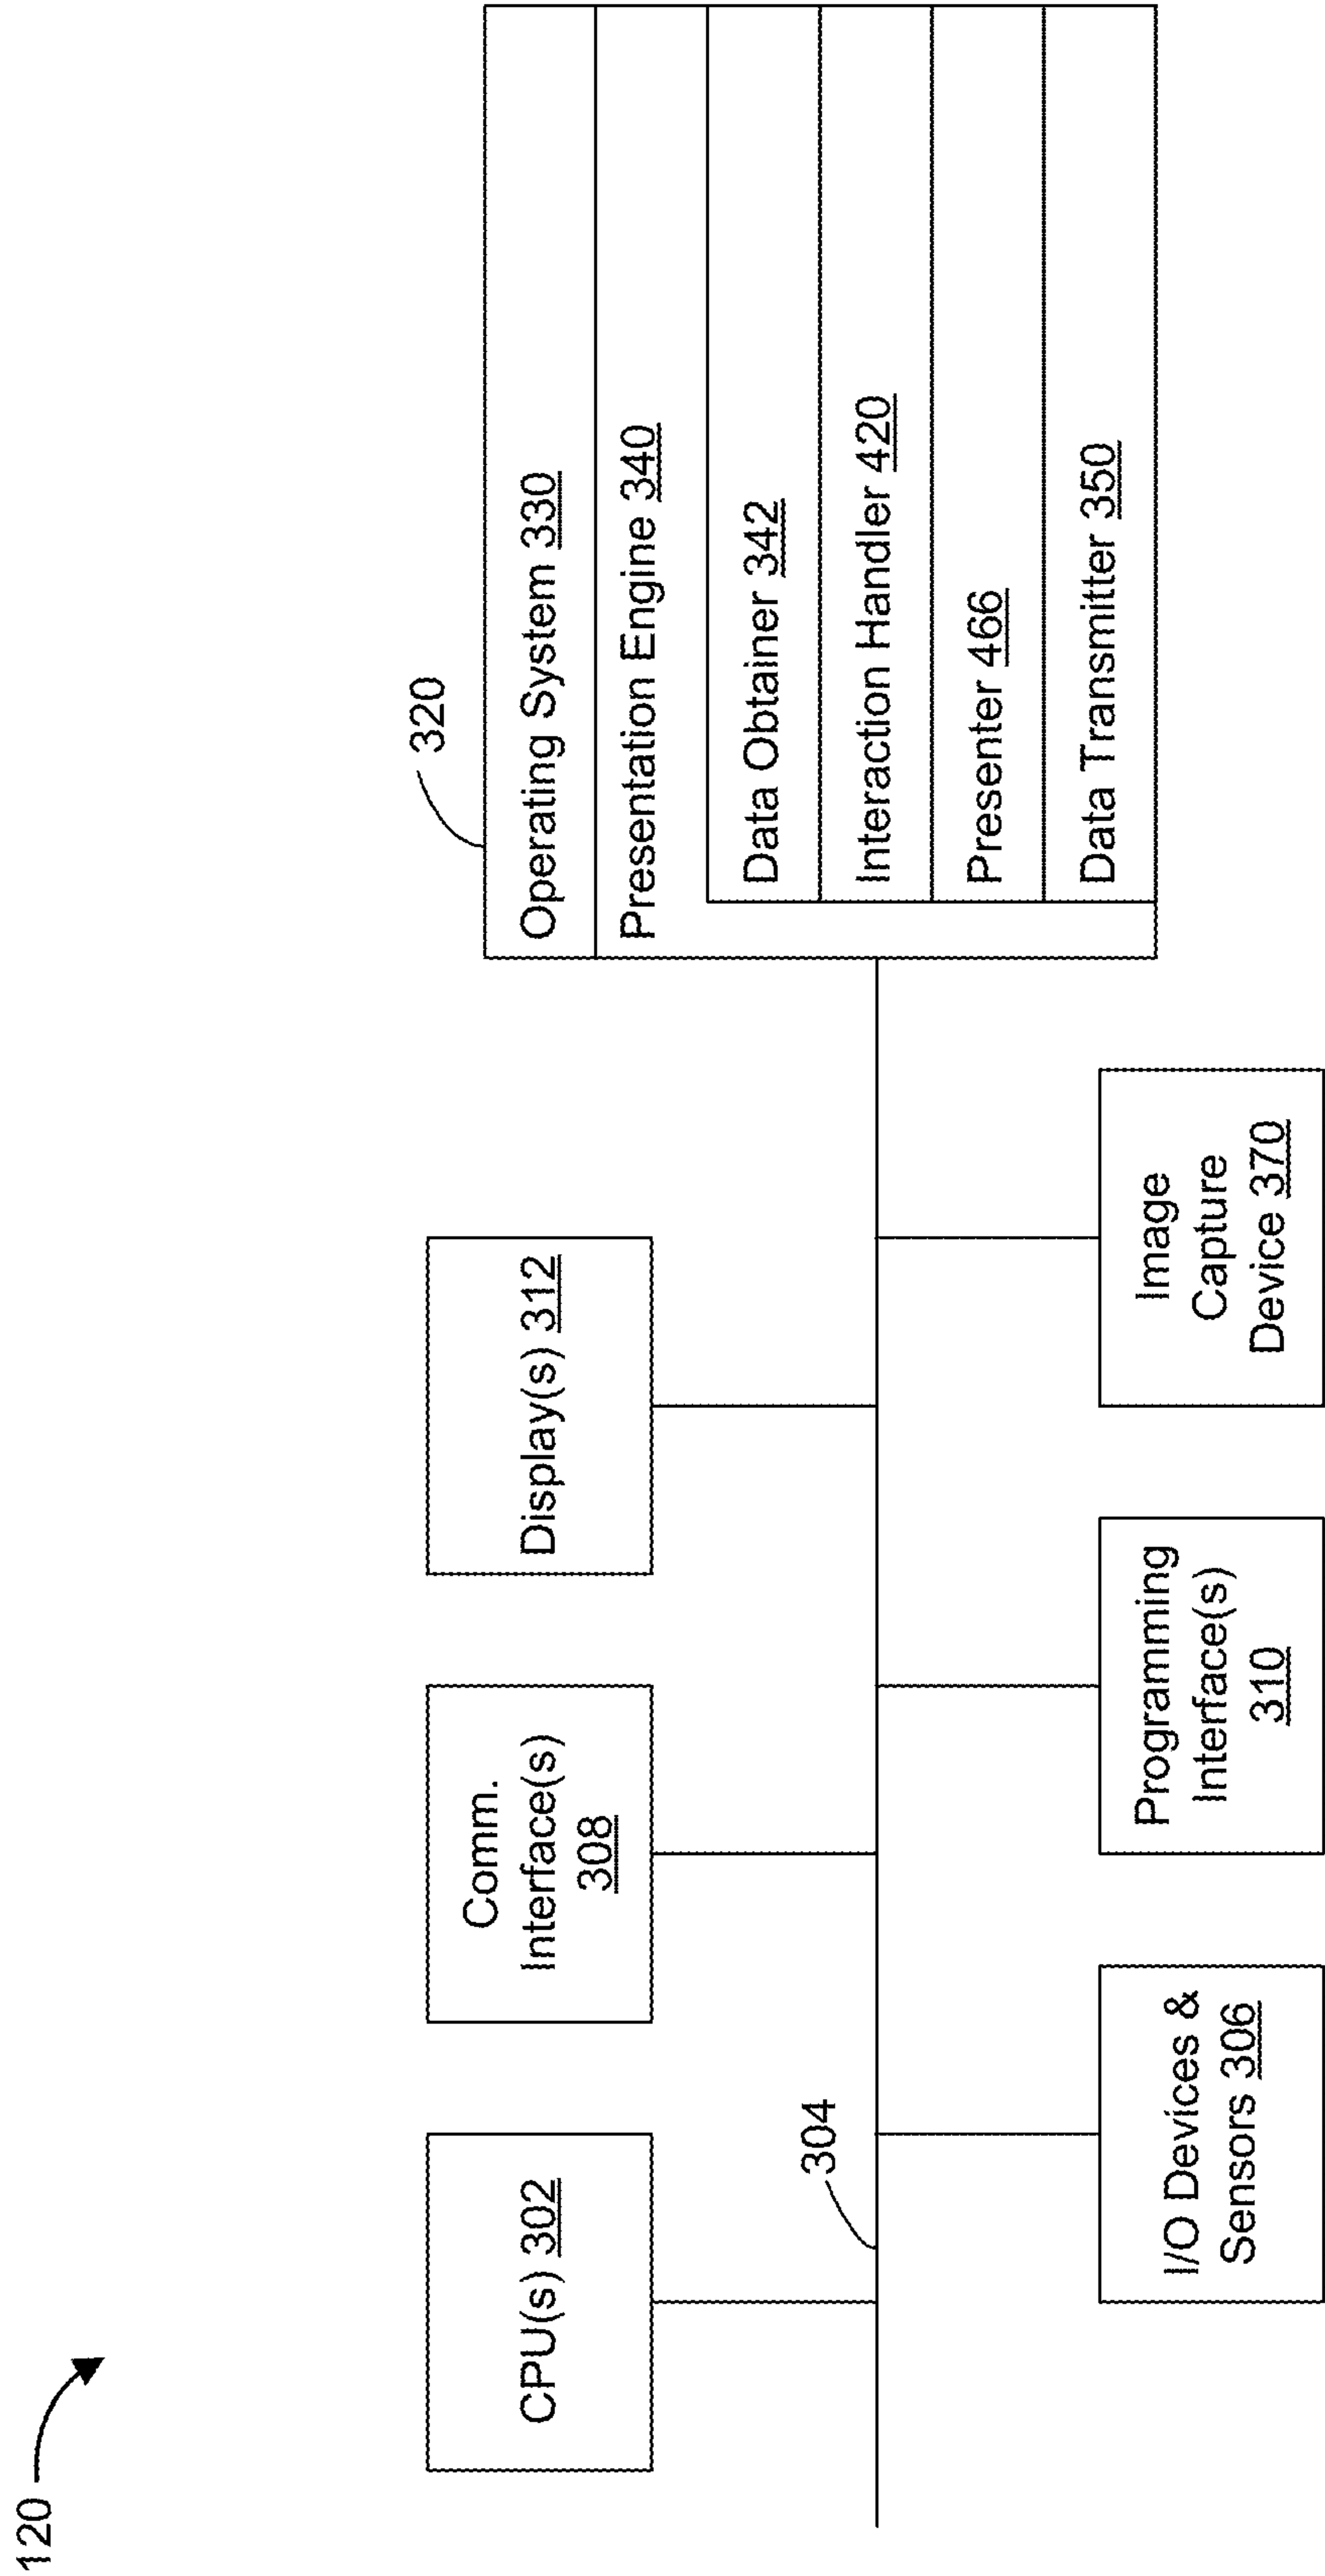 120
320
CPU(s) 302
Comm.
Interface(s)
308
Display(s) 312
Operating System 330
Presentation Engine 340
Data Obtainer 342
Interaction Handler 420
Presenter 466
Data Transmitter 350
304
I/O Devices &
Sensors 306
Programming
Interface(s)
310
Image
Capture
Device 370